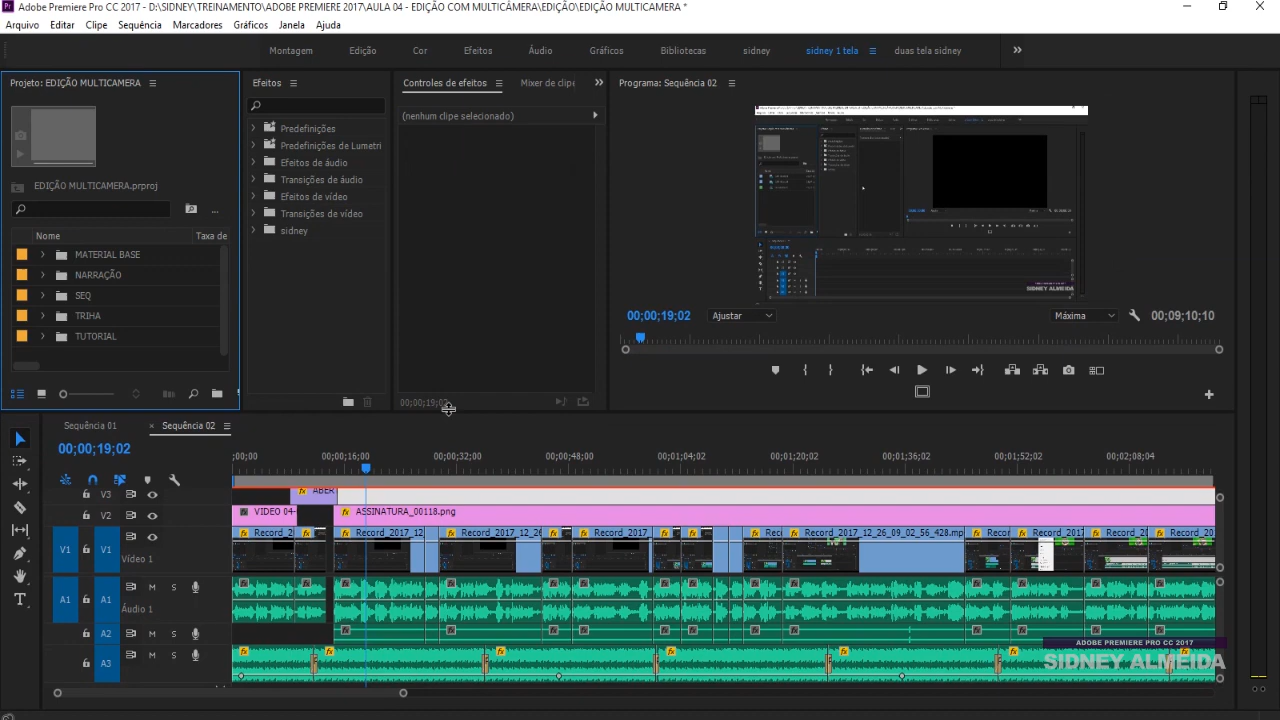 Adobe Premiere Pro CC 2017 - D:\SIDNEY\TREINAMENTO\ADOBE PREMIERE 2017\AULA 04 - EDIÇÃO COM MULTICÂMERA\EDIÇÃO\EDIÇÃO MULTICAMERA *
Arquivo Editar Clipe Sequência Marcadores Gráficos Janela Ajuda
Montagem Edição Cor Efeitos Áudio Gráficos Bibliotecas sidney sidney 1 tela duas tela sidney
Projeto: EDIÇÃO MULTICAMERA
EDIÇÃO MULTICAMERA.prproj
Nome Taxa de
MATERIAL BASE
NARRAÇÃO
SEQ
TRIHA
TUTORIAL
Efeitos
Predefinições
Predefinições de Lumetri
Efeitos de áudio
Transições de áudio
Efeitos de vídeo
Transições de vídeo
sidney
Controles de efeitos Mixer de clipe
(nenhum clipe selecionado)
00;00;19;02
Programa: Sequência 02
SIDNEY ALMEIDA
00;00;19;02 Ajustar Máxima 00;09;10;10
Sequência 01 Sequência 02
00;00;19;02
;00;00 00;00;16;00 00;00;32;00 00;00;48;00 00;01;04;02 00;01;20;02 00;01;36;02 00;01;52;02 00;02;08;04
V3 ABER
V2 VIDEO 04- ASSINATURA_00118.png
V1 V1 Record_2 Record_2017_12 Record_2017_12_26 Record_2017 Record_2017_12_26_09_02_56_428.mp Record_2017 Record_20 Record_20
Vídeo 1
A1 A1 M S
Áudio 1
A2 M S
A3 M S
ADOBE PREMIERE PRO CC 2017
SIDNEY ALMEIDA